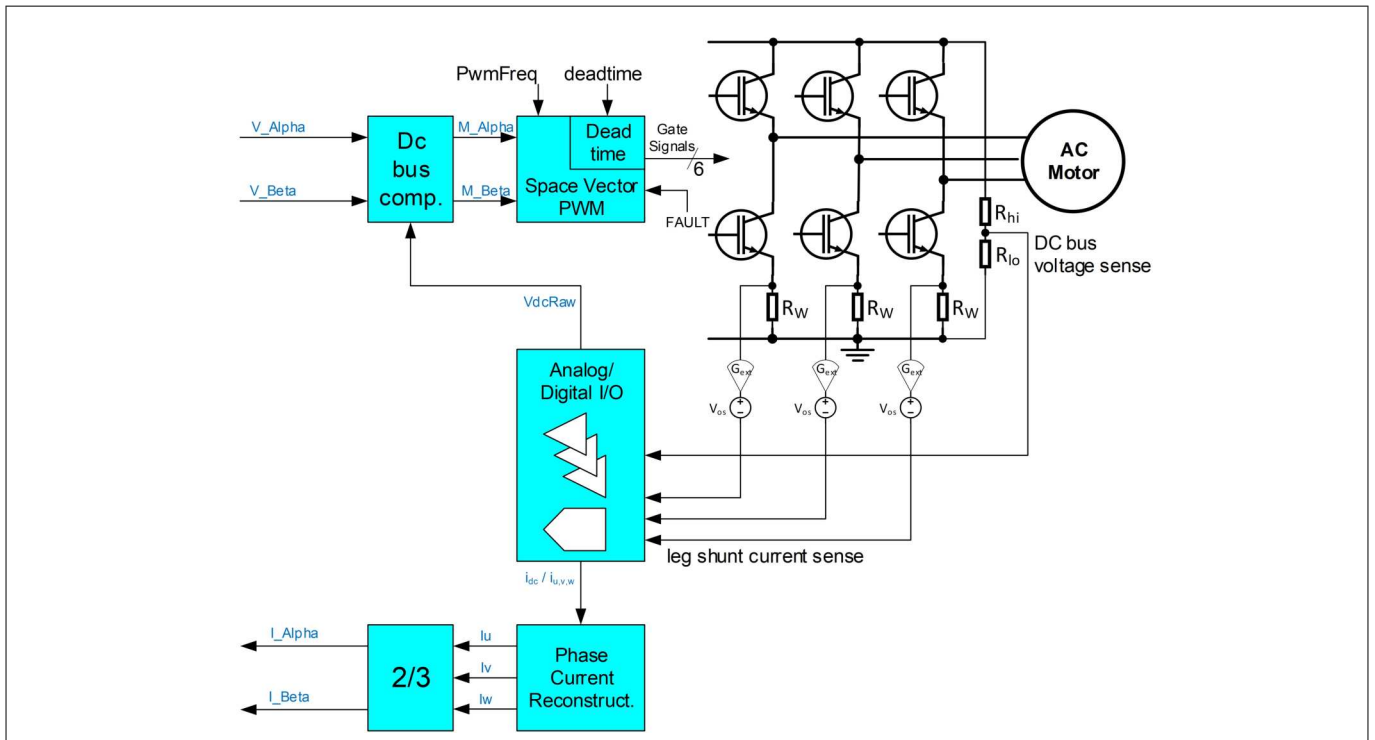 PwmFreq
deadtime
V_Alpha
V_Beta
Dc
bus
comp.
M_Alpha
M_Beta
Dead
time
Space Vector
PWM
Gate
Signals
6
FAULT
AC
Motor
Rhi
Rlo
DC bus
voltage sense
RW
RW
RW
Gext
Gext
Gext
Vos
+
-
Vos
+
-
Vos
+
-
VdcRaw
Analog/
Digital I/O
leg shunt current sense
idc / iu,v,w
I_Alpha
I_Beta
2/3
Iu
Iv
Iw
Phase
Current
Reconstruct.